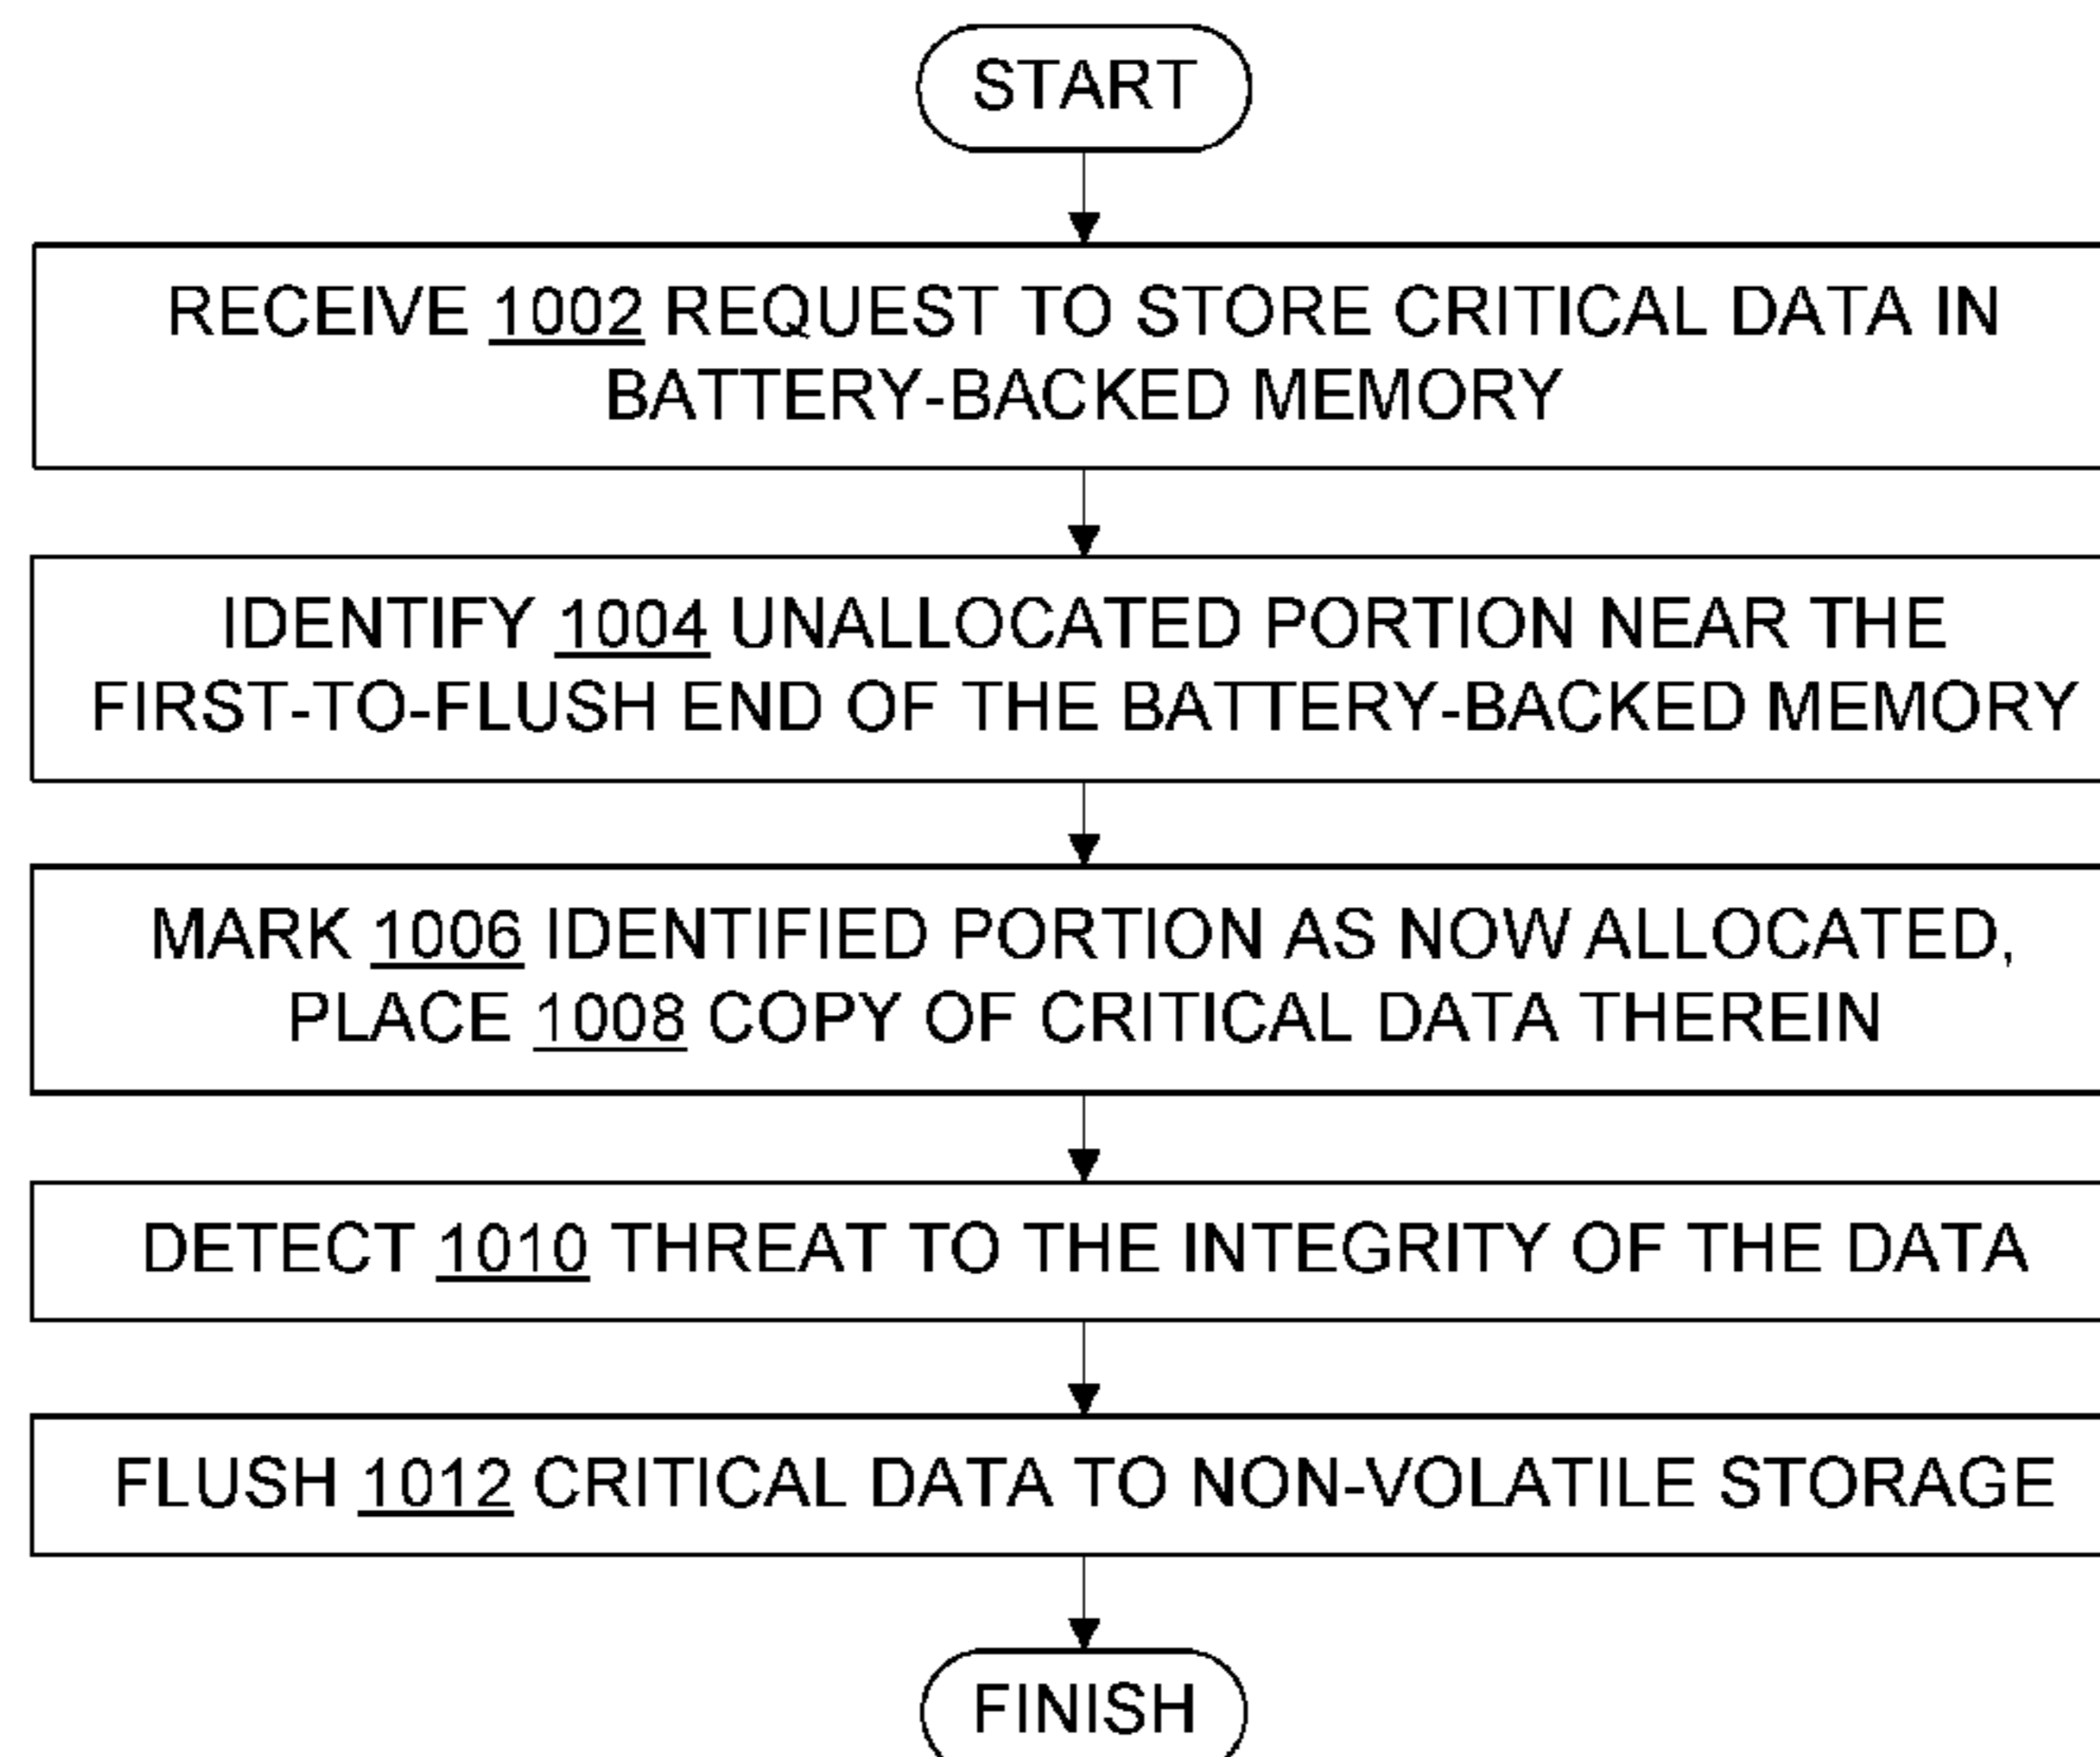 START
RECEIVE 1002 REQUEST TO STORE CRITICAL DATA IN
BATTERY-BACKED MEMORY
IDENTIFY 1004 UNALLOCATED PORTION NEAR THE
FIRST-TO-FLUSH END OF THE BATTERY-BACKED MEMORY
MARK 1006 IDENTIFIED PORTION AS NOW ALLOCATED,
PLACE 1008 COPY OF CRITICAL DATA THEREIN
DETECT 1010 THREAT TO THE INTEGRITY OF THE DATA
FLUSH 1012 CRITICAL DATA TO NON-VOLATILE STORAGE
FINISH